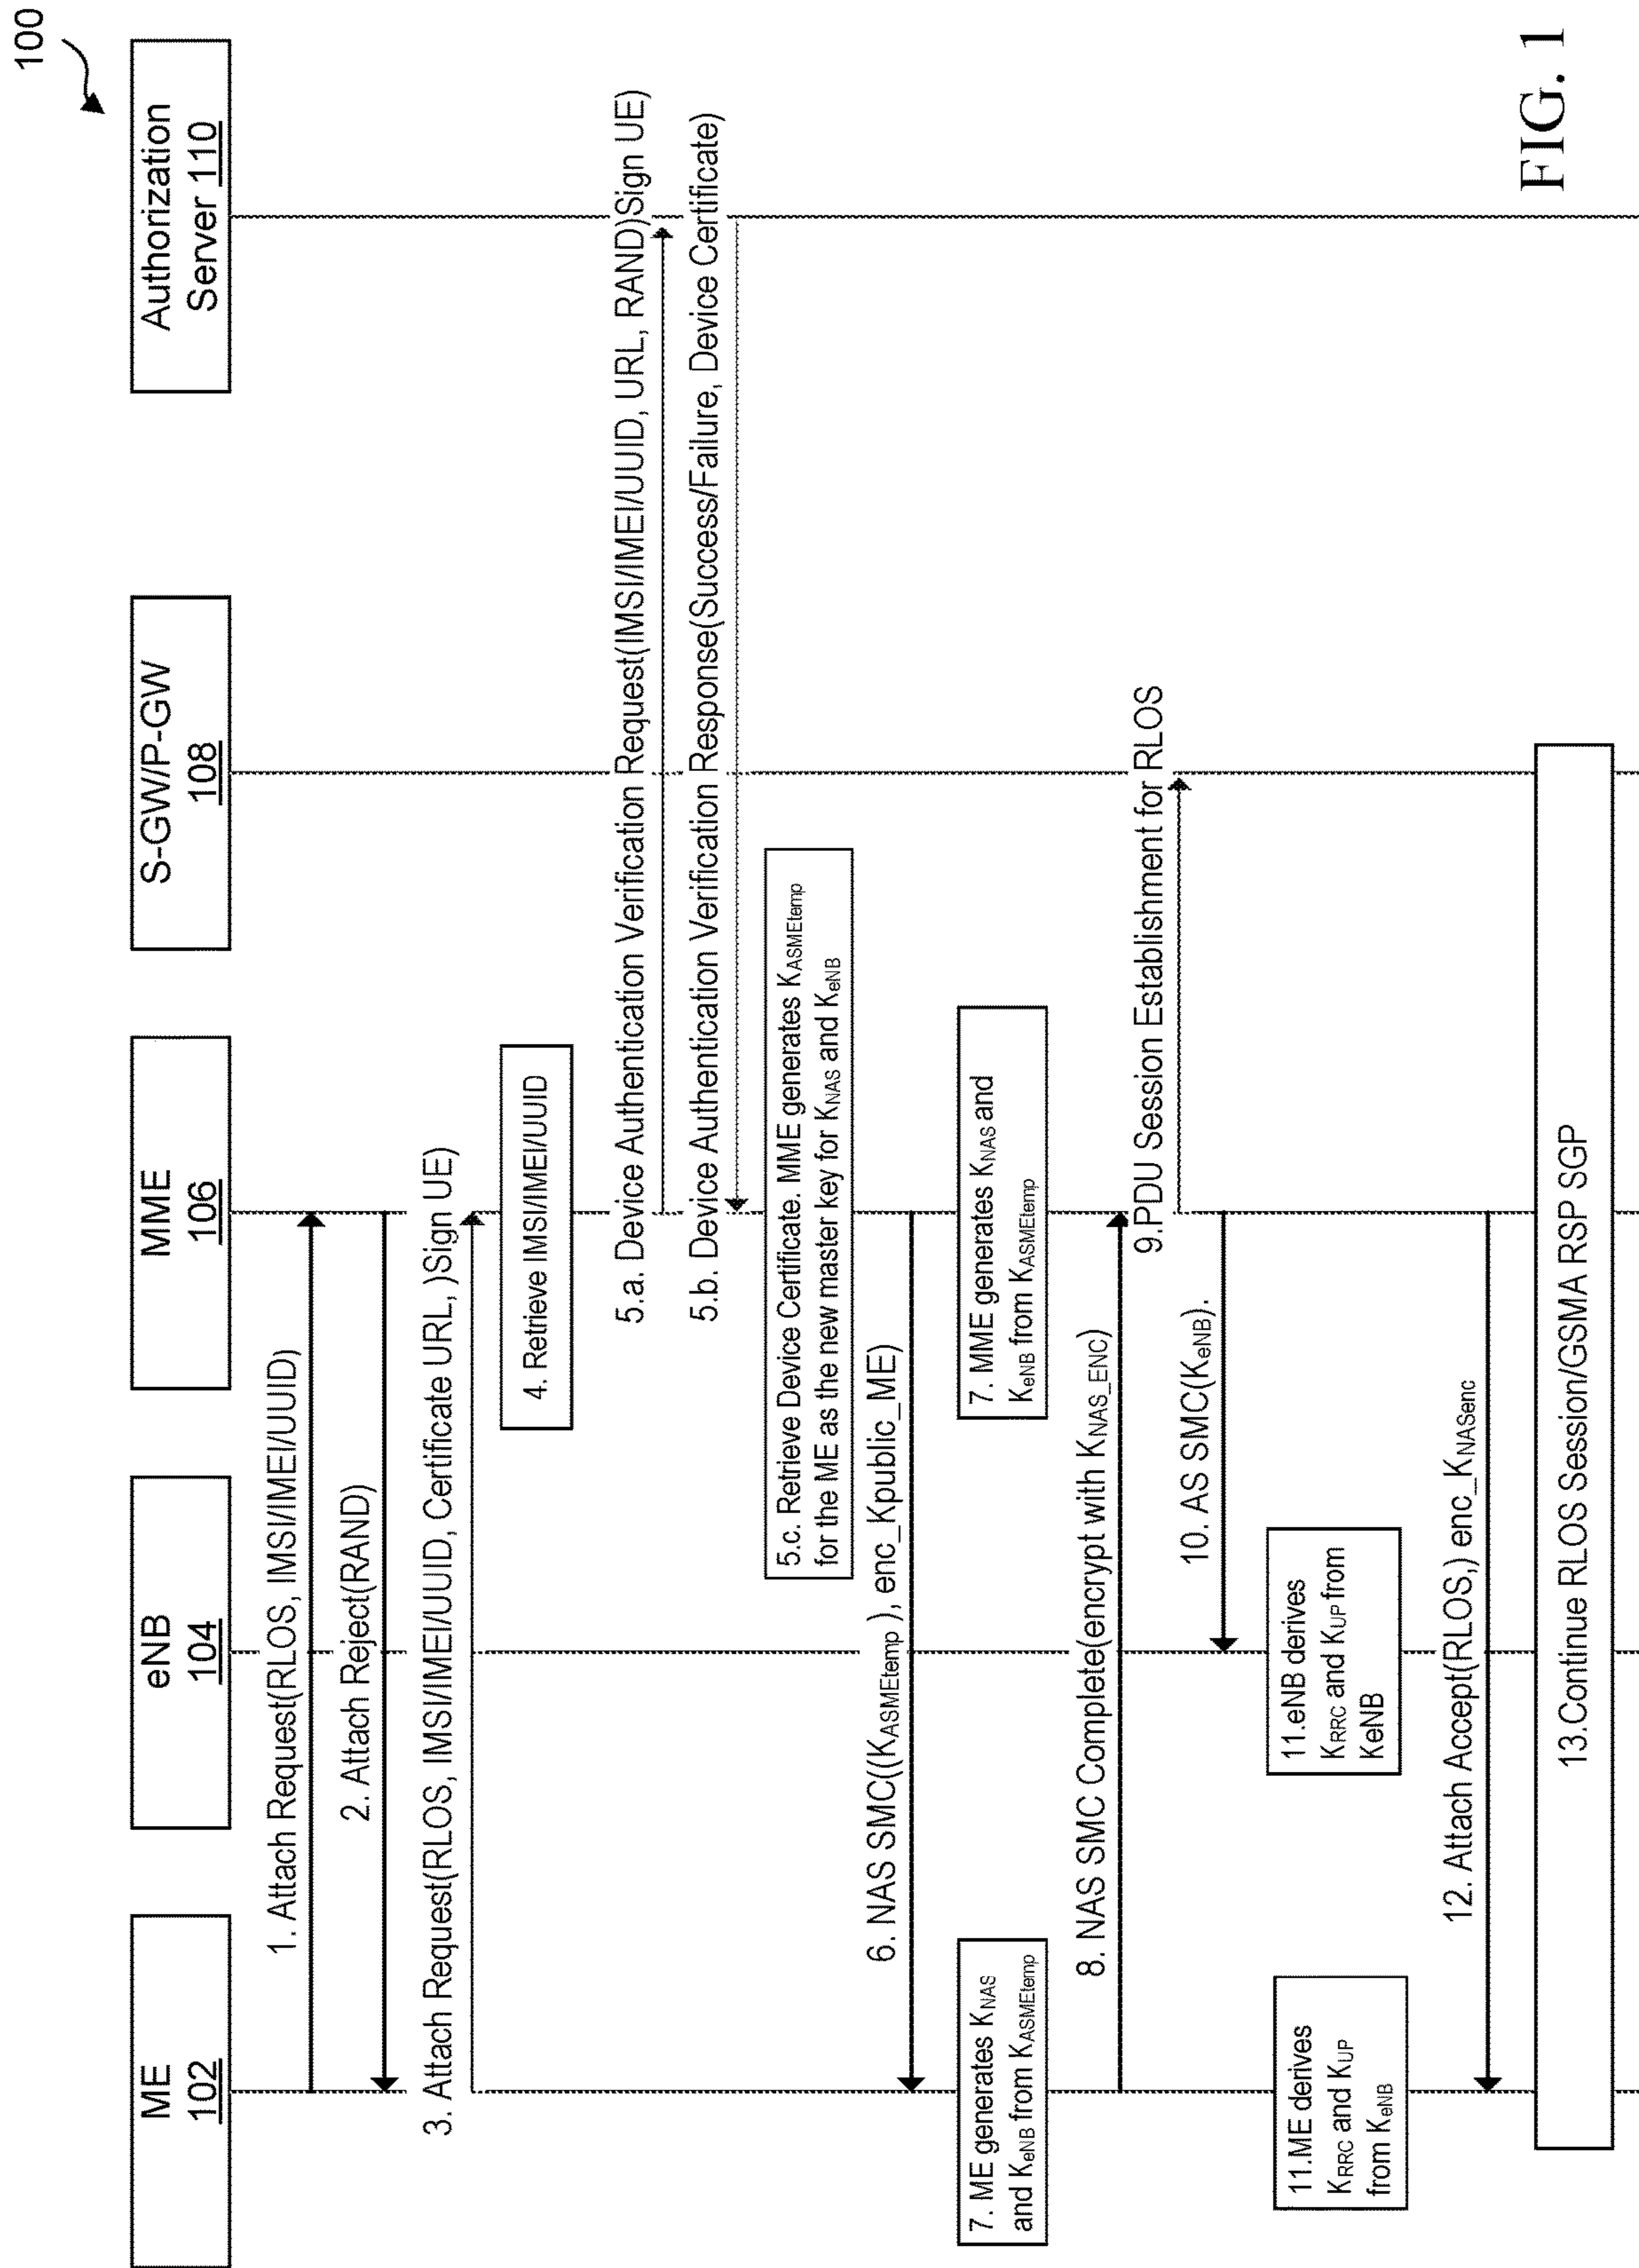 100
ME
102
eNB
104
MME
106
S-GW/P-GW
108
Authorization
Server 110
1. Attach Request(RLOS, IMSI/IMEI/UUID)
2. Attach Reject(RAND)
3. Attach Request(RLOS, IMSI/IMEI/UUID, Certificate URL, )Sign UE)
4. Retrieve IMSI/IMEI/UUID
5.a. Device Authentication Verification Request(IMSI/IMEI/UUID, URL, RAND)Sign UE)
5.b. Device Authentication Verification Response(Success/Failure, Device Certificate)
5.c. Retrieve Device Certificate. MME generates KASMEtemp
for the ME as the new master key for KNAS and KeNB
6. NAS SMC((KASMEtemp ), enc_Kpublic_ME)
7. ME generates KNAS
and KeNB from KASMEtemp
7. MME generates KNAS and
KeNB from KASMEtemp
8. NAS SMC Complete(encrypt with KNAS_ENC)
9.PDU Session Establishment for RLOS
10. AS SMC(KeNB).
11.ME derives
KRRC and KUP
from KeNB
11.eNB derives
KRRC and KUP from
KeNB
12. Attach Accept(RLOS,) enc_KNASenc
13.Continue RLOS Session/GSMA RSP SGP
FIG. 1